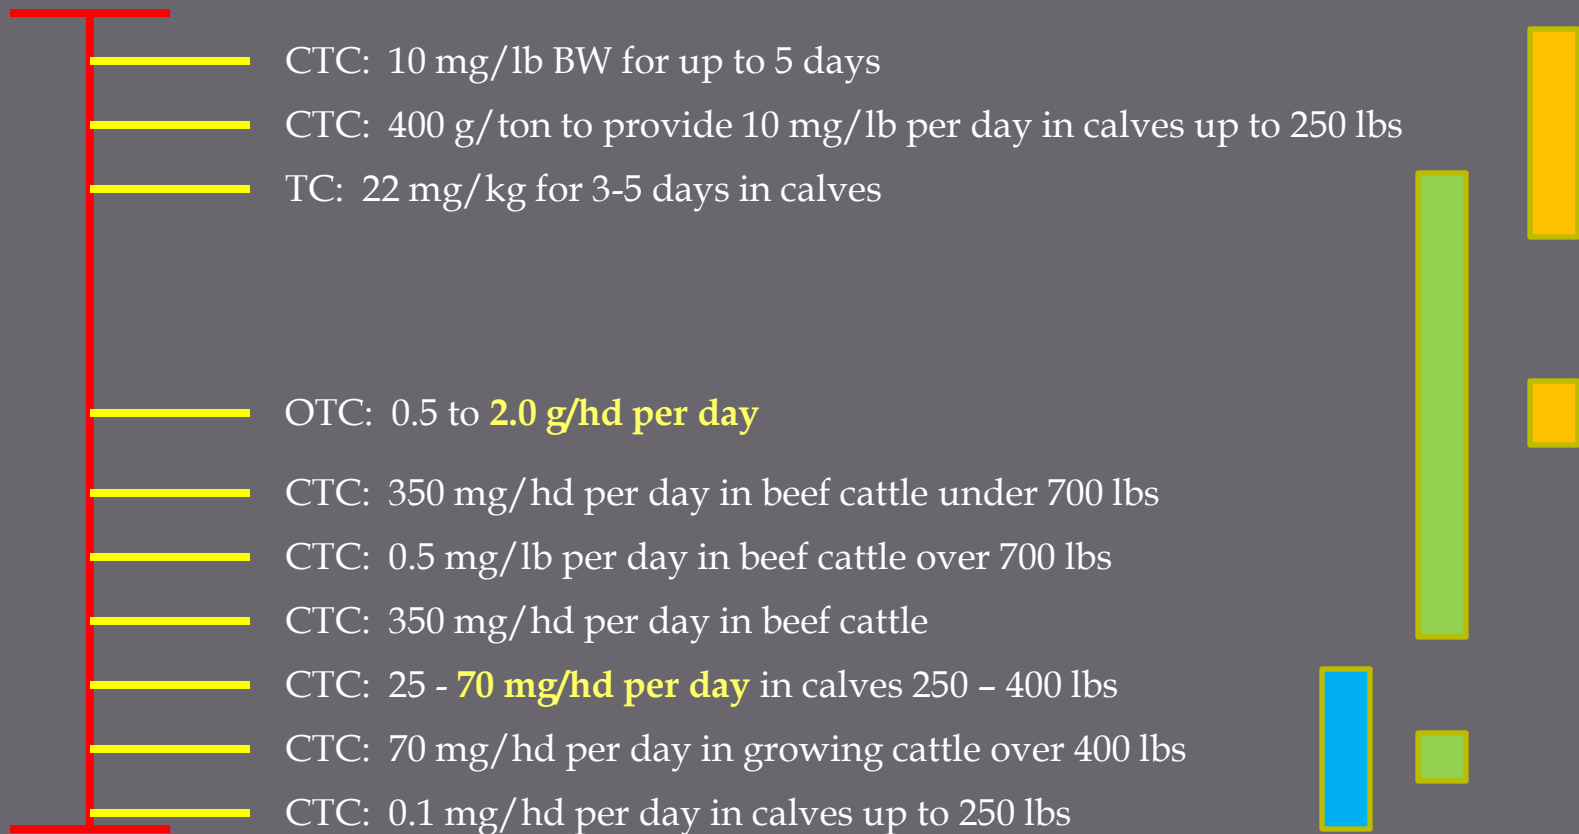 CTC: 10 mg/lb BW for up to 5 days
CTC: 400 g/ton to provide 10 mg/lb per day in calves up to 250 lbs
TC: 22 mg/kg for 3-5 days in calves
OTC: 0.5 to 2.0 g/hd per day
CTC: 350 mg/hd per day in beef cattle under 700 lbs
CTC: 0.5 mg/lb per day in beef cattle over 700 lbs
CTC: 350 mg/hd per day in beef cattle
CTC: 25 - 70 mg/hd per day in calves 250 – 400 lbs
CTC: 70 mg/hd per day in growing cattle over 400 lbs
CTC: 0.1 mg/hd per day in calves up to 250 lbs